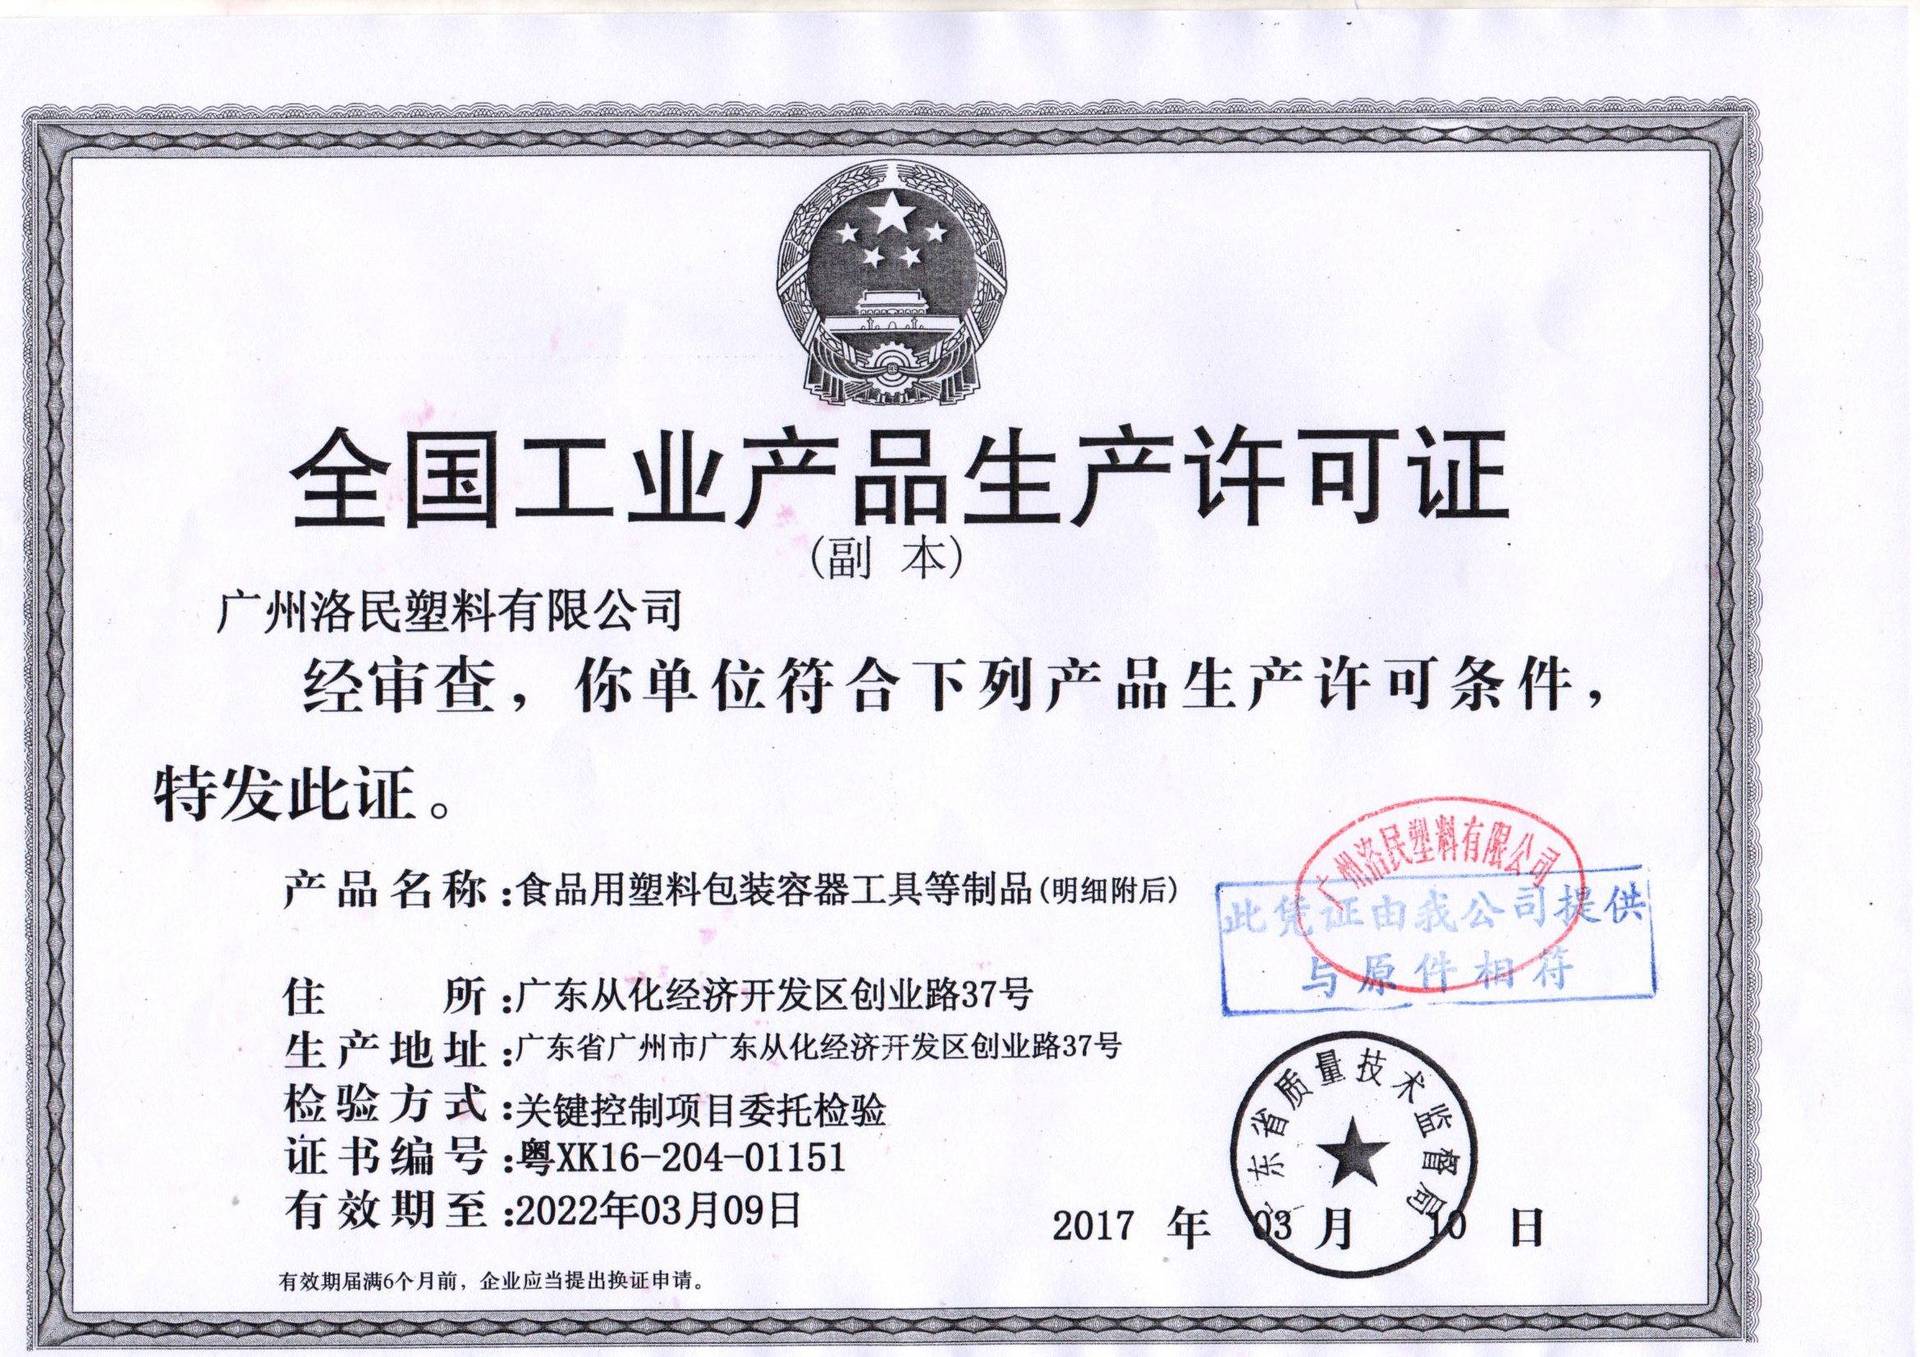 全国工业产品生产许可证
(副 本)
广州洛民塑料有限公司
经审查，你单位符合下列产品生产许可条件，
特发此证。
产品名称:食品用塑料包装容器工具等制品(明细附后)
住 所:广东从化经济开发区创业路37号
生产地址:广东省广州市广东从化经济开发区创业路37号
检验方式:关键控制项目委托检验
证书编号:粤XK16-204-01151
有效期至:2022年03月09日
有效期届满6个月前，企业应当提出换证申请。
广州洛民塑料有限公司
此凭证由我公司提供
与原件相符
广东省质量技术监督局
2017 年 03 月 10 日